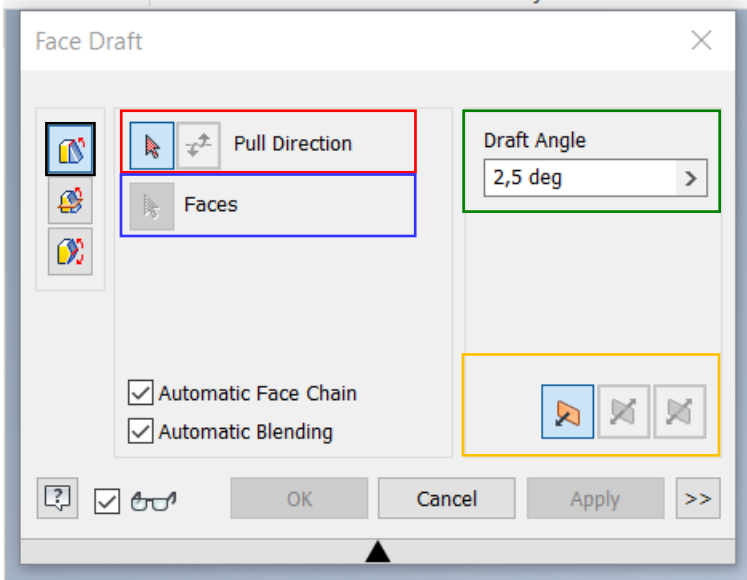 Face Draft
Pull Direction
Faces
Draft Angle
2,5 deg
>
Automatic Face Chain
Automatic Blending
?
OK
Cancel
Apply
>>